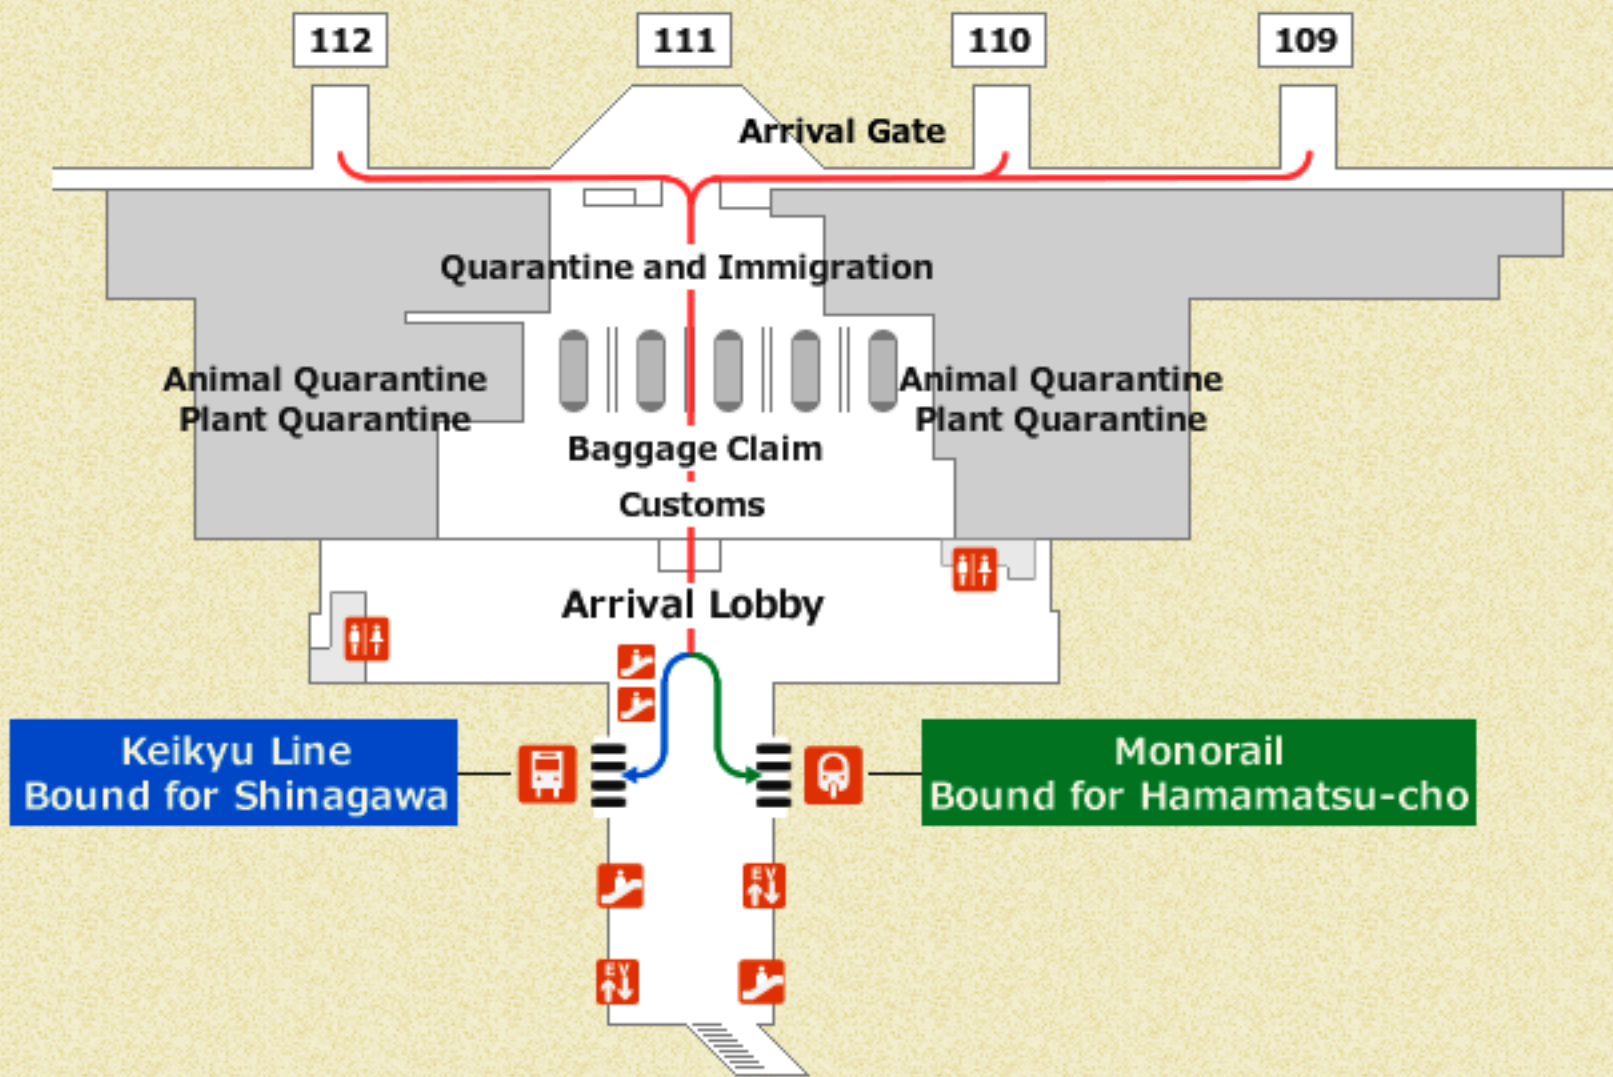 112
111
110
109
Arrival Gate
Quarantine and Immigration
Animal Quarantine
Plant Quarantine
Animal Quarantine
Plant Quarantine
Baggage Claim
Customs
Arrival Lobby
Keikyu Line
Bound for Shinagawa
Monorail
Bound for Hamamatsu-cho
EV
EV